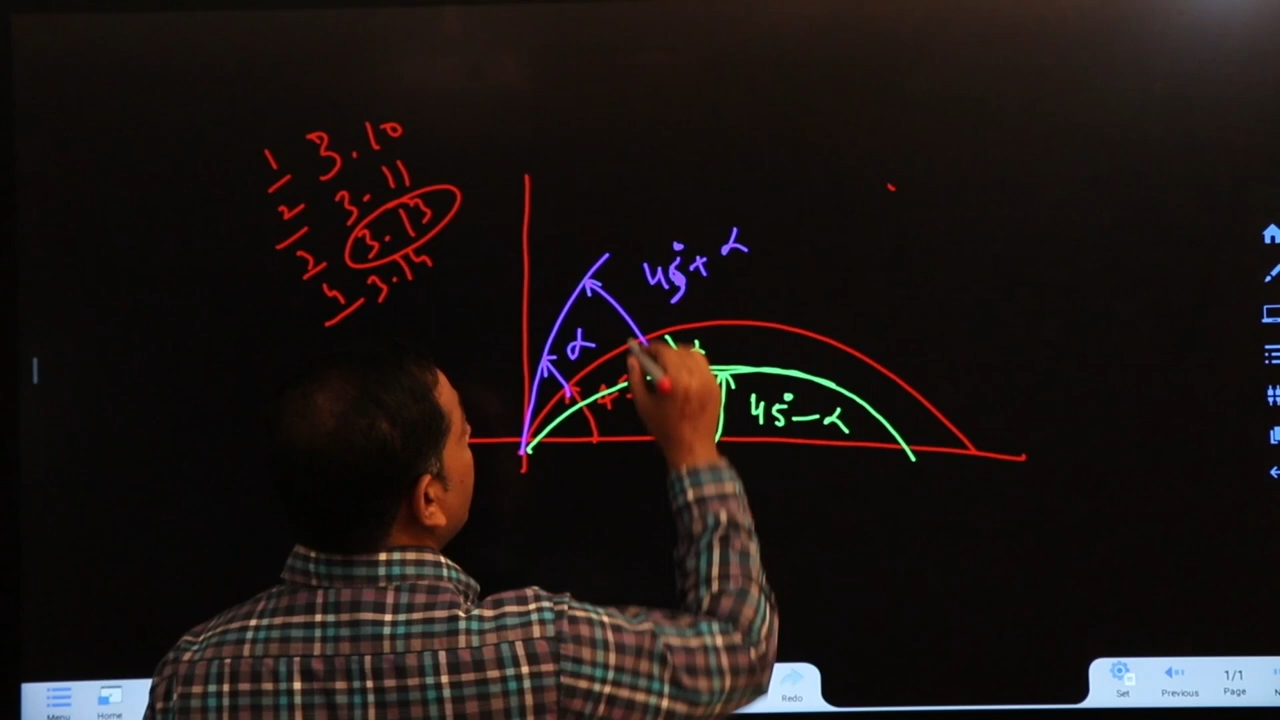 1 3.10
2 3.11
2 3.13
4 3.14
45° + α
α
45° - α
Menu
Home
Redo
Set
Previous
1/1
Page